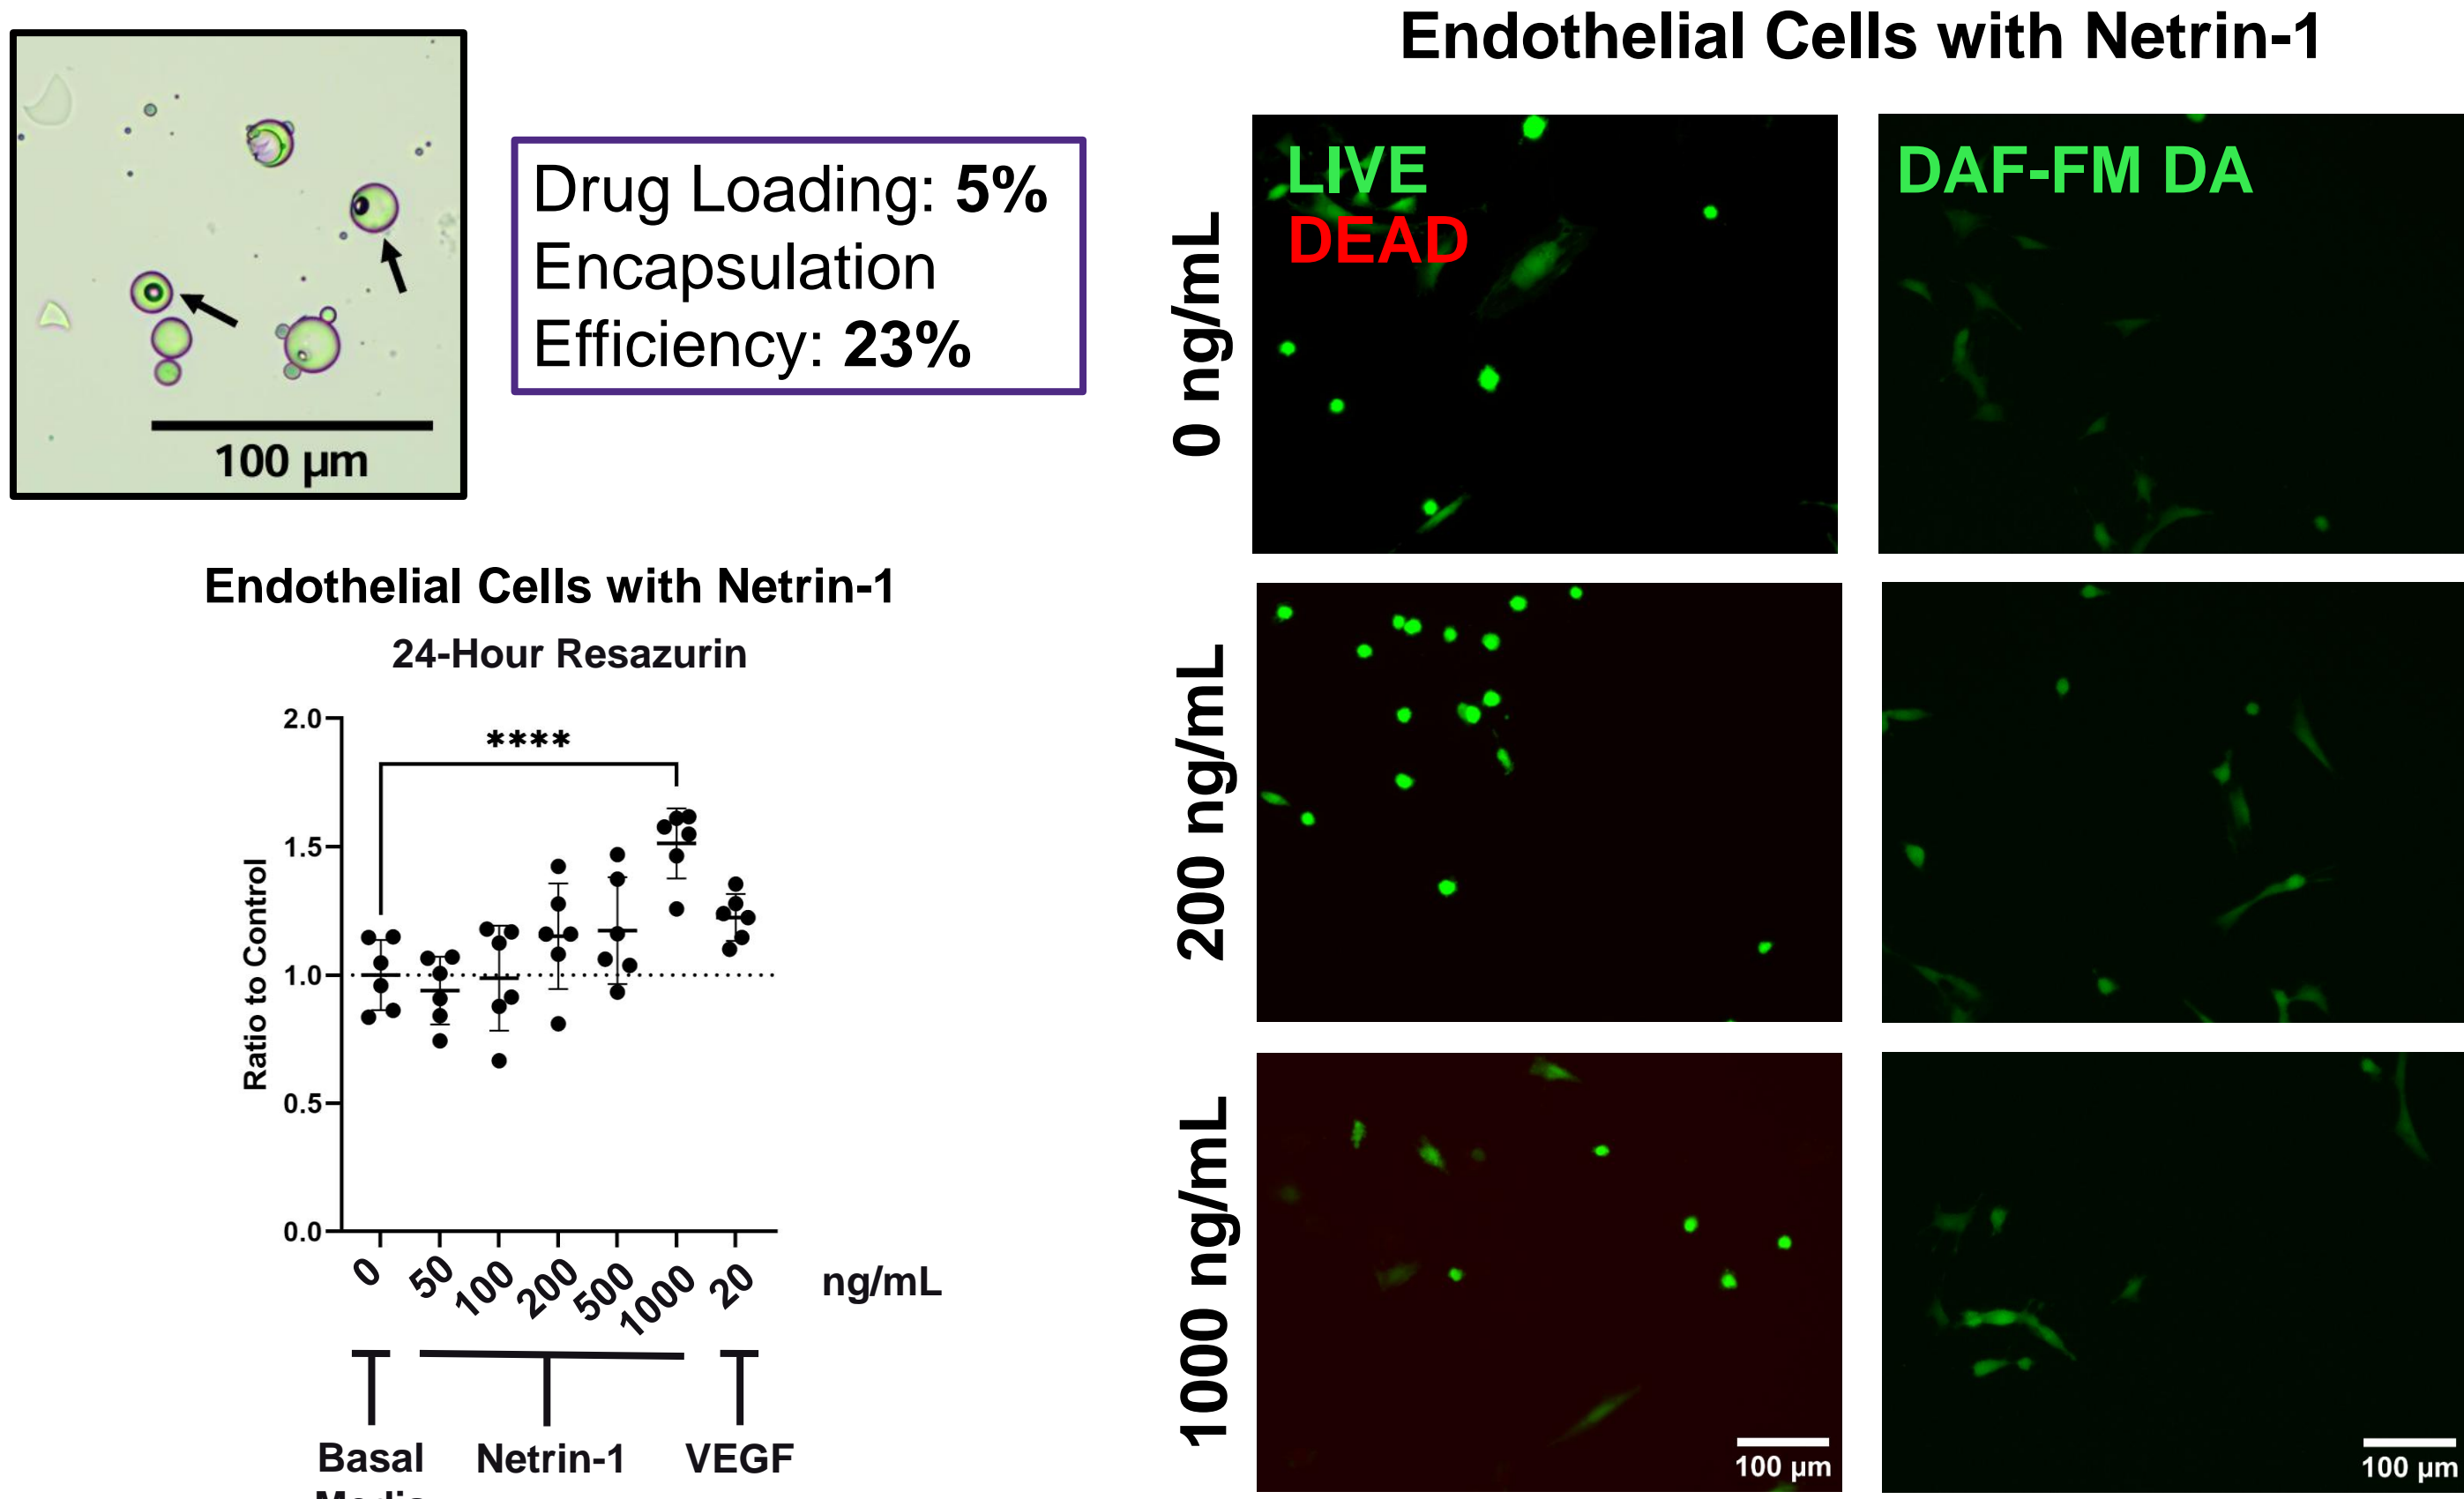 100 µm
Drug Loading: 5%
Encapsulation
Efficiency: 23%
Endothelial Cells with Netrin-1
24-Hour Resazurin
Ratio to Control
2.0
1.5
1.0
0.5
0.0
****
0 50 100 200 500 1000 20 ng/mL
Basal Netrin-1 VEGF
Endothelial Cells with Netrin-1
LIVE
DEAD
DAF-FM DA
0 ng/mL
200 ng/mL
1000 ng/mL
100 µm
100 µm